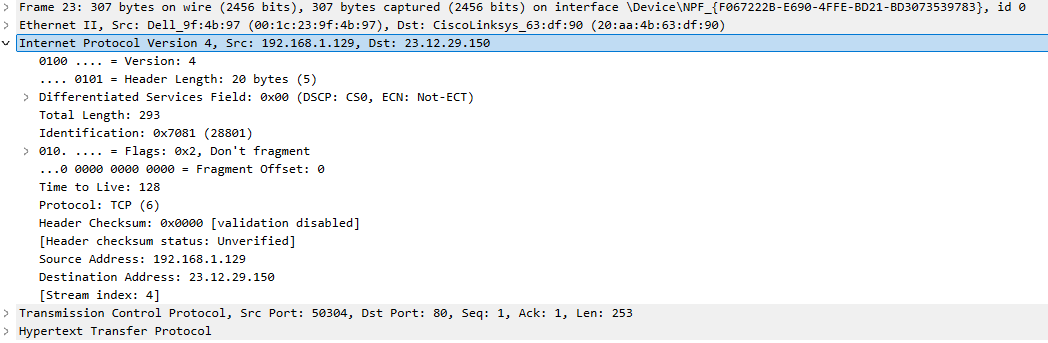 Frame 23: 307 bytes on wire (2456 bits), 307 bytes captured (2456 bits) on interface \Device\NPF_{F067222B-E690-4FFE-BD21-BD3073539783}, id 0
Ethernet II, Src: Dell_9f:4b:97 (00:1c:23:9f:4b:97), Dst: CiscoLinksys_63:df:90 (20:aa:4b:63:df:90)
Internet Protocol Version 4, Src: 192.168.1.129, Dst: 23.12.29.150
0100 .... = Version: 4
.... 0101 = Header Length: 20 bytes (5)
Differentiated Services Field: 0x00 (DSCP: CS0, ECN: Not-ECT)
Total Length: 293
Identification: 0x7081 (28801)
010. .... = Flags: 0x2, Don't fragment
...0 0000 0000 0000 = Fragment Offset: 0
Time to Live: 128
Protocol: TCP (6)
Header Checksum: 0x0000 [validation disabled]
[Header checksum status: Unverified]
Source Address: 192.168.1.129
Destination Address: 23.12.29.150
[Stream index: 4]
Transmission Control Protocol, Src Port: 50304, Dst Port: 80, Seq: 1, Ack: 1, Len: 253
Hypertext Transfer Protocol